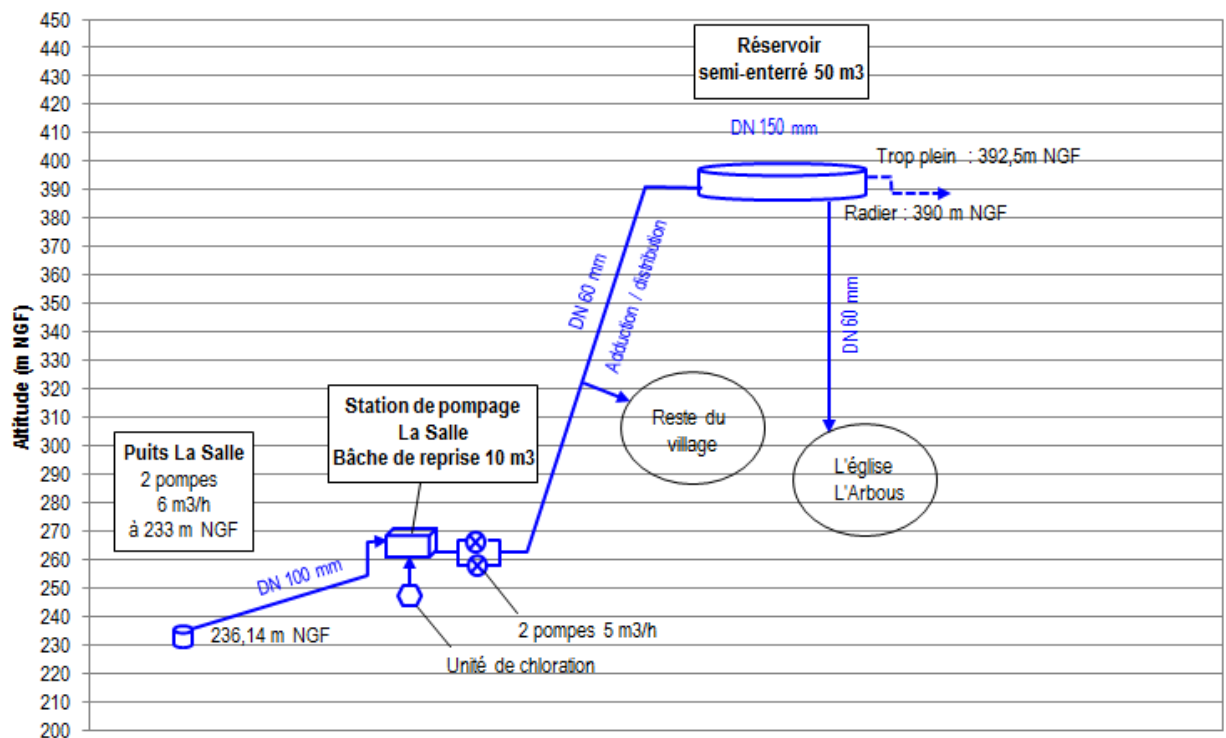 450
440
430
420
410
400
390
380
370
360
350
340
330
320
310
300
290
280
270
260
250
240
230
220
210
200
Altitude (m NGF)
Réservoir
semi-enterré 50 m3
DN 150 mm
Trop plein : 392,5m NGF
Radier : 390 m NGF
DN 60 mm
Adduction / distribution
DN 60 mm
Reste du
village
L'église
L'Arbous
Station de pompage
La Salle
Bâche de reprise 10 m3
Puits La Salle
2 pompes
6 m3/h
à 233 m NGF
DN 100 mm
236,14 m NGF
2 pompes 5 m3/h
Unité de chloration